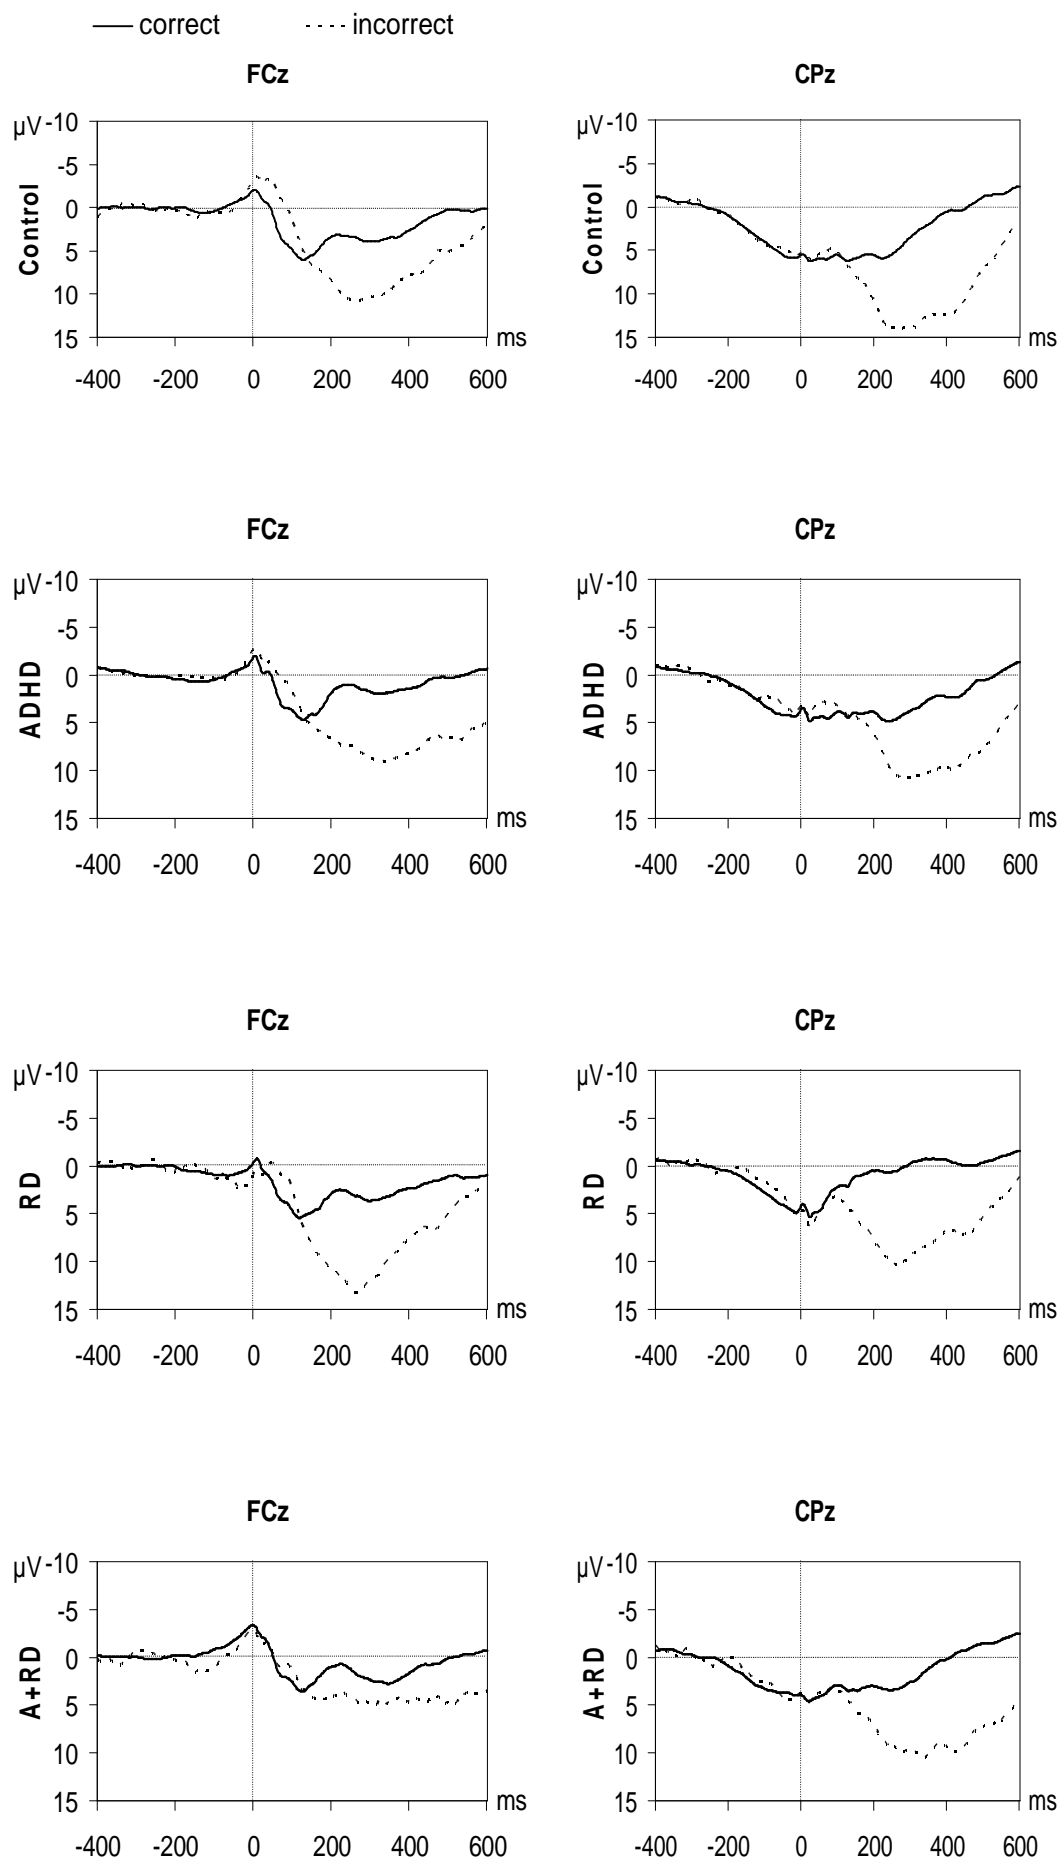 correct incorrect
FCz CPz
µV -10 µV -10
-5 -5
0 0
5 5
10 10
15 15
Control Control
ms ms
-400 -200 0 200 400 600 -400 -200 0 200 400 600
FCz CPz
µV -10 µV -10
-5 -5
0 0
5 5
10 10
15 15
ADHD ADHD
ms ms
-400 -200 0 200 400 600 -400 -200 0 200 400 600
FCz CPz
µV -10 µV -10
-5 -5
0 0
5 5
10 10
15 15
RD RD
ms ms
-400 -200 0 200 400 600 -400 -200 0 200 400 600
FCz CPz
µV -10 µV -10
-5 -5
0 0
5 5
10 10
15 15
A+RD A+RD
ms ms
-400 -200 0 200 400 600 -400 -200 0 200 400 600